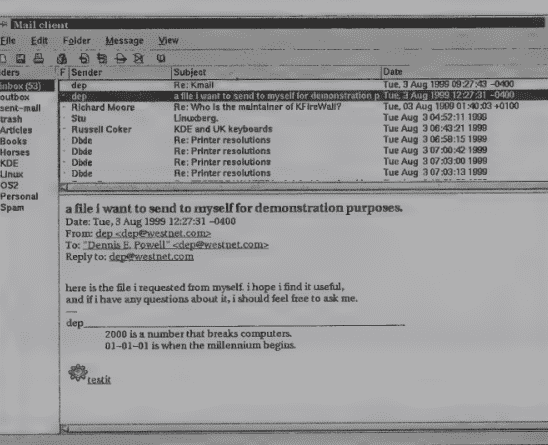 Mail client
File Edit Folder Message View
ders F Sender Subject Date
inbox (53) dep Re: Kmail Tue, 3 Aug 1999 09:27:43 -0400
outbox dep a file i want to send to myself for demonstration p Tue, 3 Aug 1999 12:27:31 -0400
sent-mail Richard Moore Re: Who is the maintainer of KFireWall? Tue, 03 Aug 1999 01:40:03 +0100
trash Stu Linuxberg. Tue Aug 3 04:52:11 1999
Articles Russell Coker KDE and UK keyboards Tue Aug 3 06:43:21 1999
Books Dbde Re: Printer resolutions Tue Aug 3 06:58:15 1999
Horses Dbde Re: Printer resolutions Tue Aug 3 07:00:42 1999
KDE Dbde Re: Printer resolutions Tue Aug 3 07:03:00 1999
Linux Dbde Re: Printer resolutions Tue Aug 3 07:03:13 1999
OS2
Personal
Spam
a file i want to send to myself for demonstration purposes.
Date: Tue, 3 Aug 1999 12:27:31 -0400
From: dep <dep@westnet.com>
To: "Dennis E. Powell" <dep@westnet.com>
Reply to: dep@westnet.com
here is the file i requested from myself. i hope i find it useful,
and if i have any questions about it, i should feel free to ask me.
—
dep
2000 is a number that breaks computers.
01-01-01 is when the millennium begins.
testit